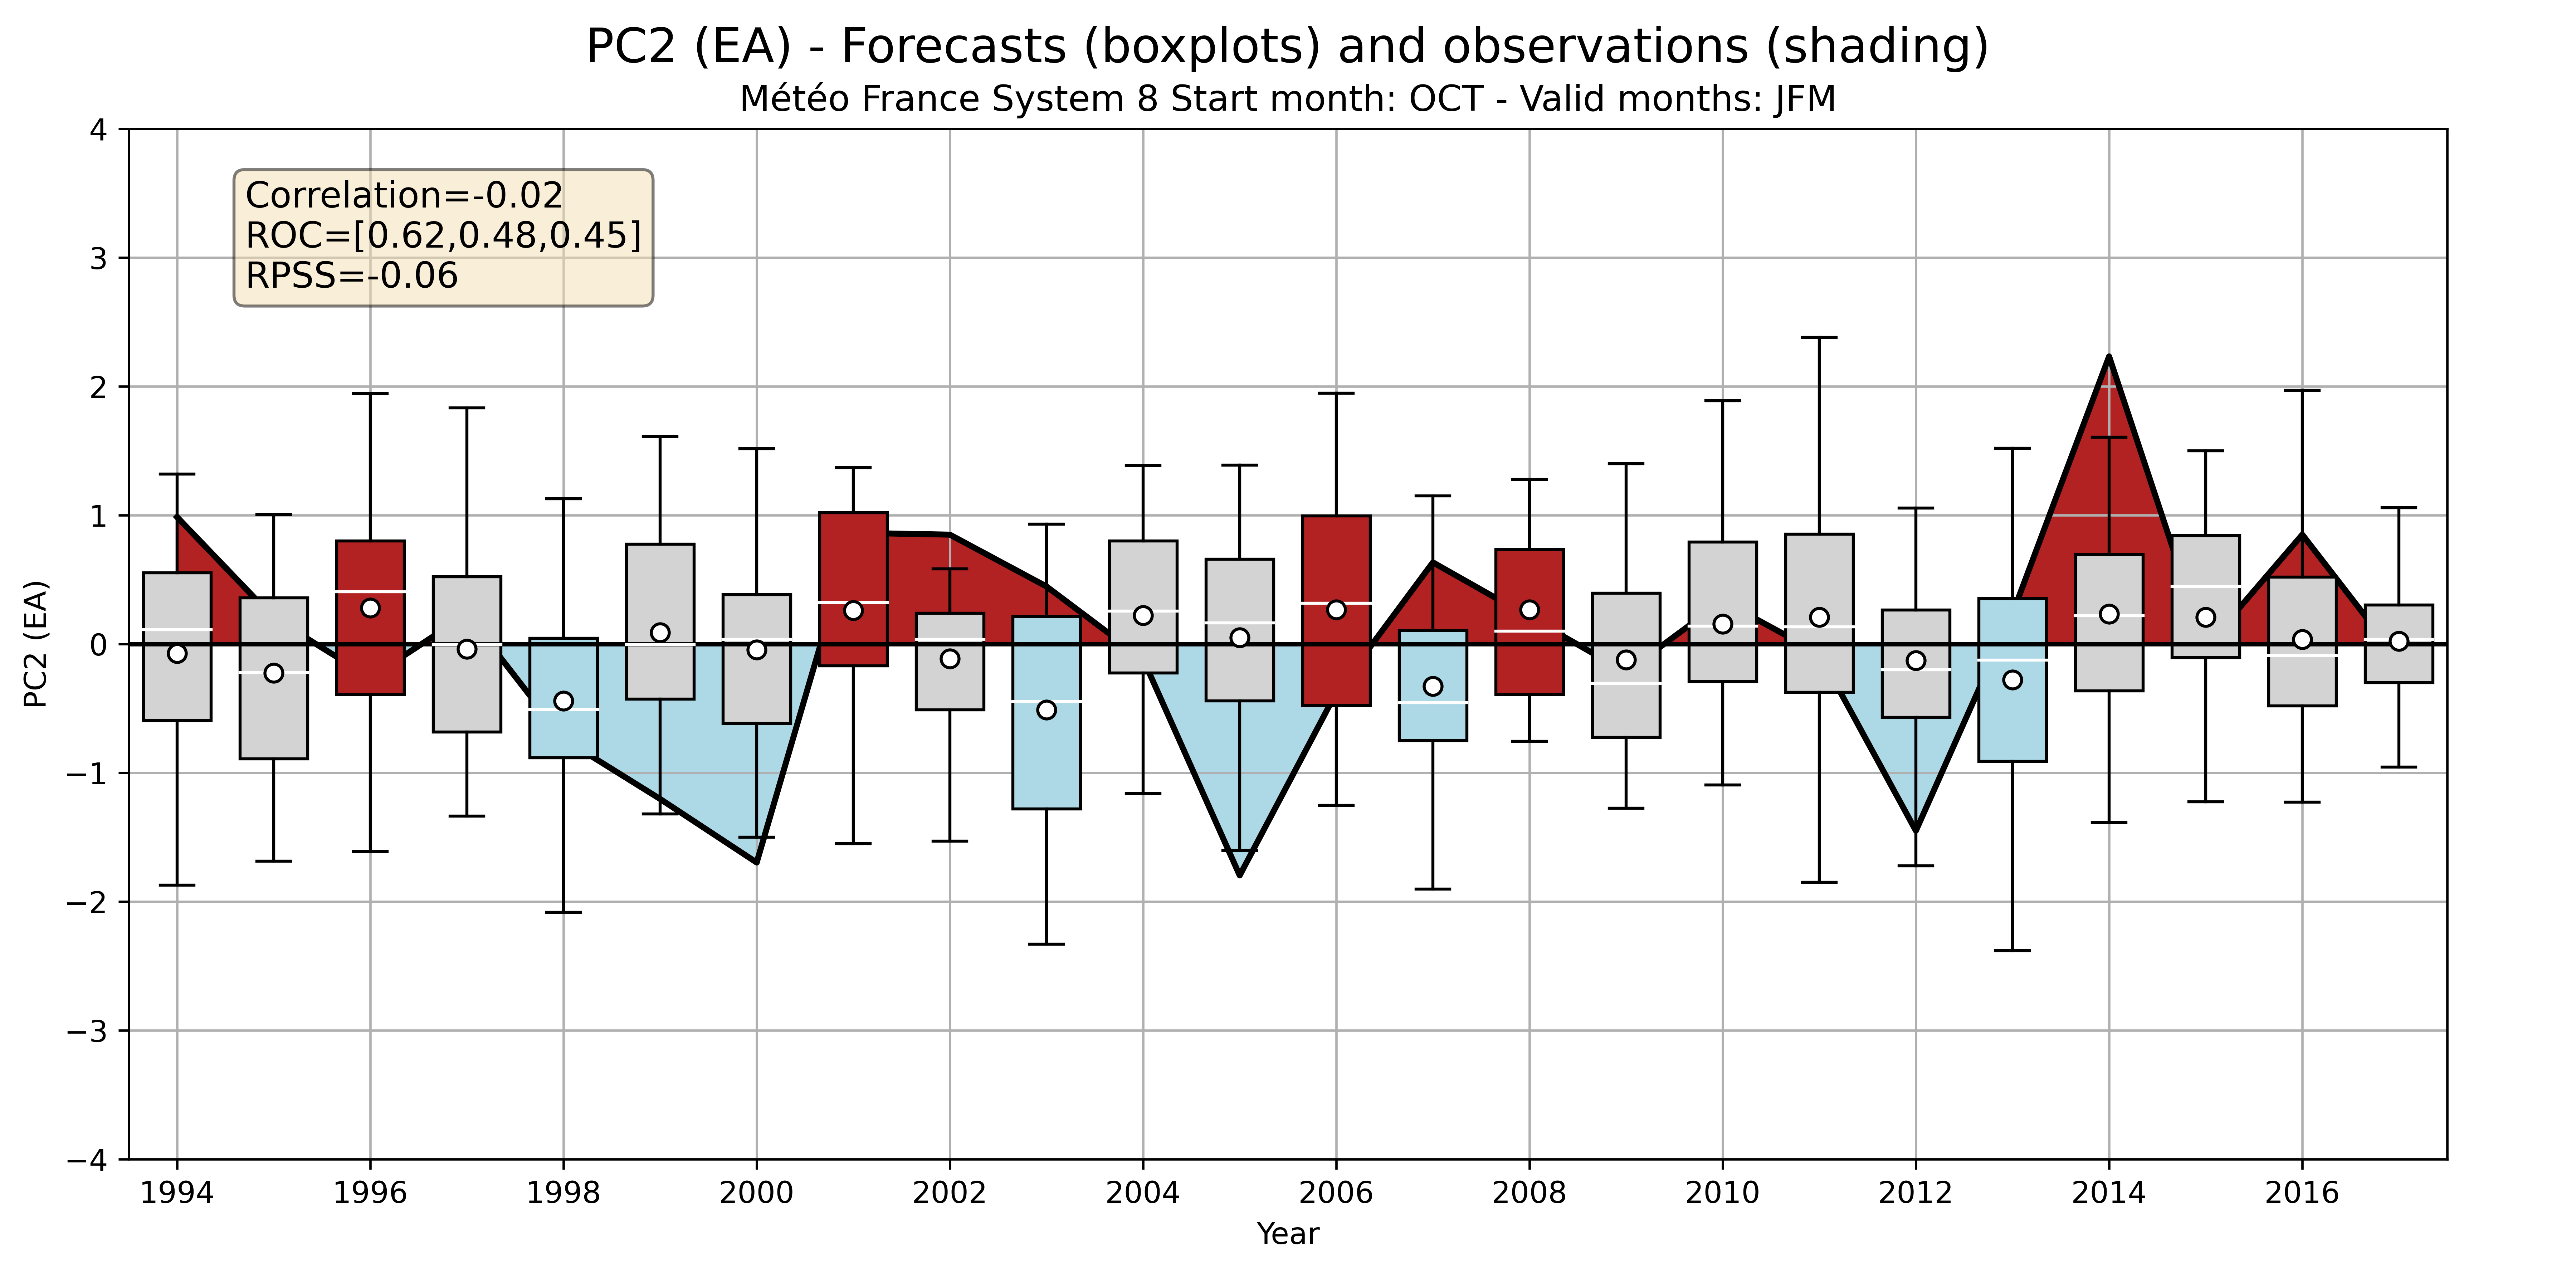 PC2 (EA) - Forecasts (boxplots) and observations (shading)
Météo France System 8 Start month: OCT - Valid months: JFM
Correlation=-0.02
ROC=[0.62,0.48,0.45]
RPSS=-0.06
4
3
2
1
0
−1
−2
−3
−4
PC2 (EA)
1994 1996 1998 2000 2002 2004 2006 2008 2010 2012 2014 2016
Year